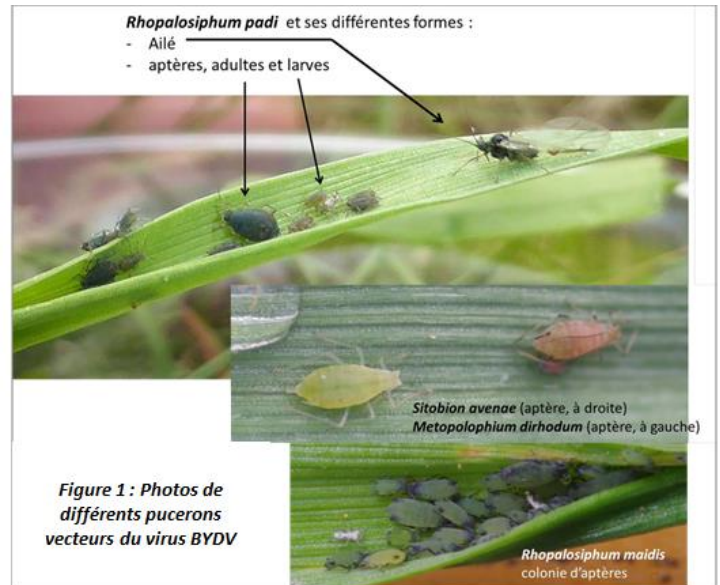 Rhopalosiphum padi et ses différentes formes :
- Ailé
- aptères, adultes et larves
Sitobion avenae (aptère, à droite)
Metopolophium dirhodum (aptère, à gauche)
Figure 1 : Photos de
différents pucerons
vecteurs du virus BYDV
Rhopalosiphum maidis
colonie d'aptères